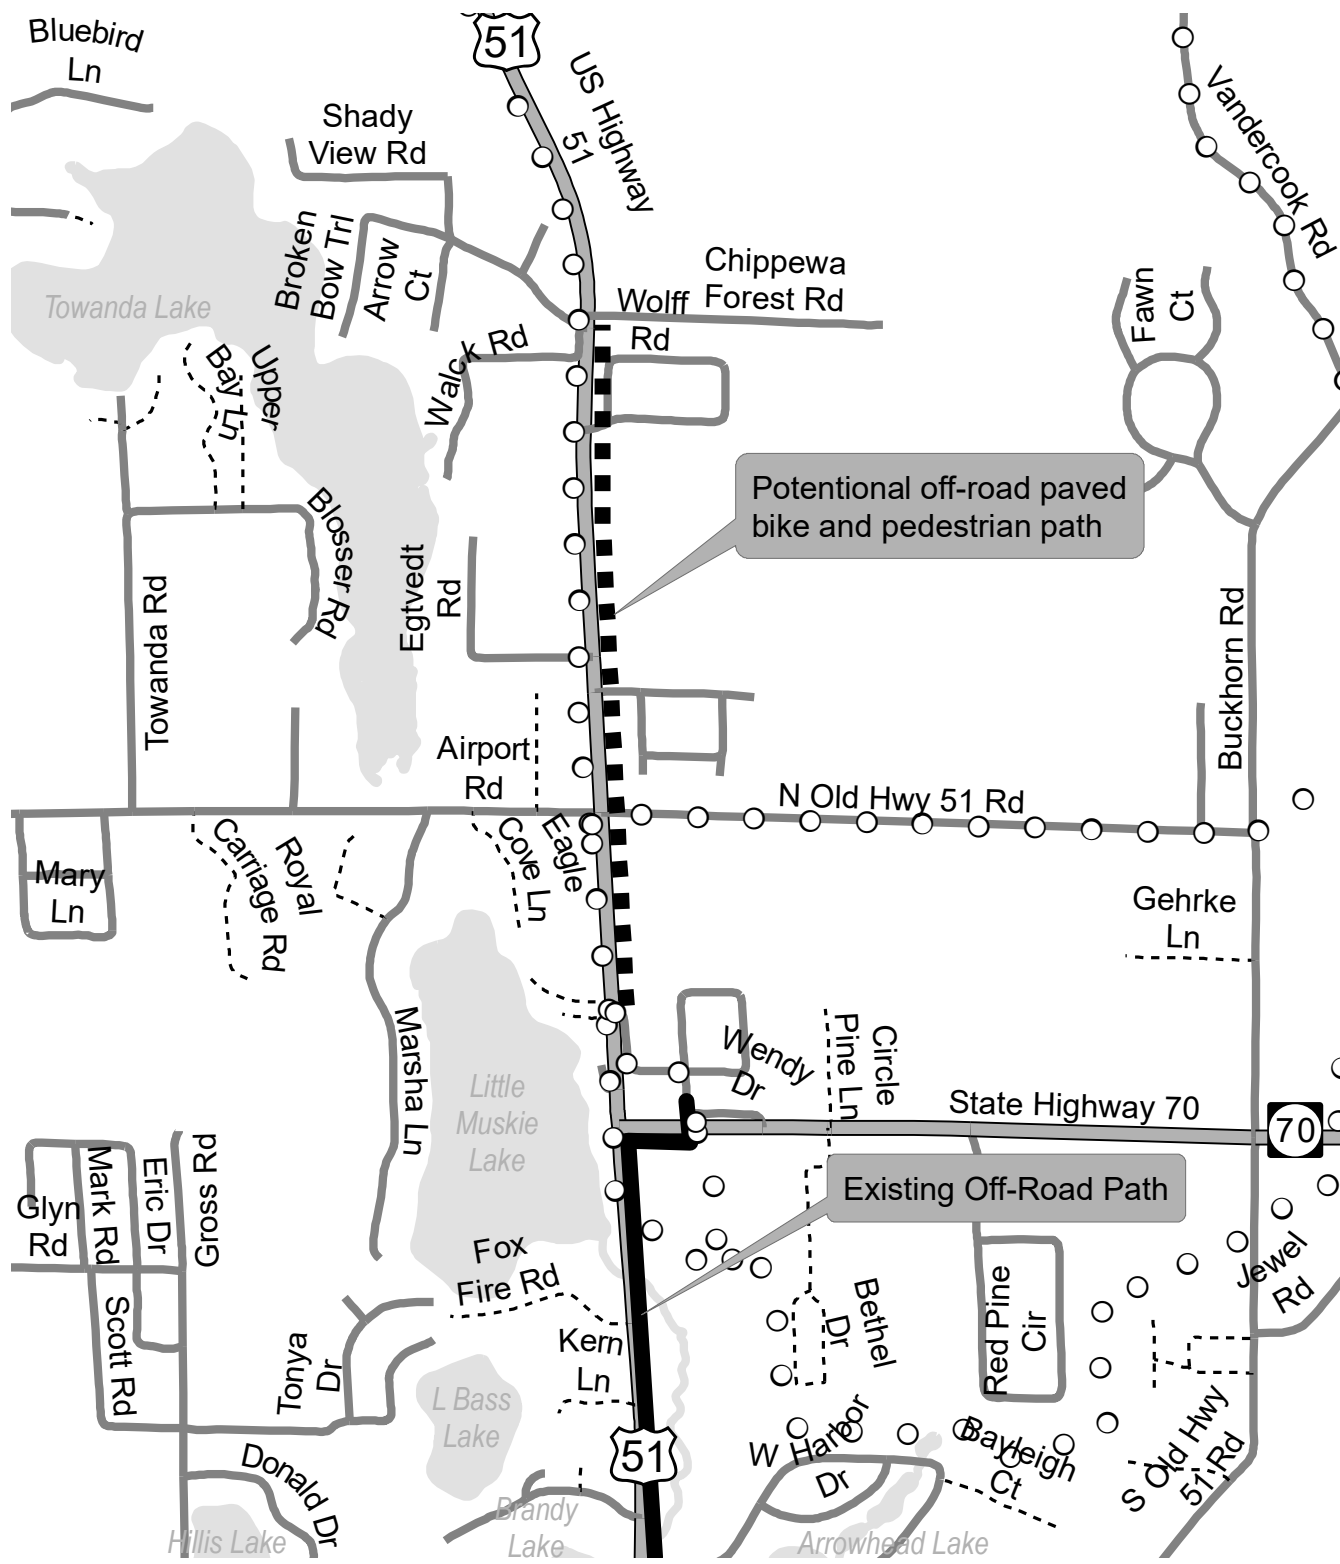 51
Bluebird
Ln
US Highway
51
Vandercook Rd
Shady
View Rd
Broken
Bow Trl
Arrow
Ct
Chippewa
Forest Rd
Wolff
Rd
Fawn
Ct
Towanda Lake
Walck Rd
Upper
Bay Ln
Potentional off-road paved
bike and pedestrian path
Blosser Rd
Egtvedt
Rd
Towanda Rd
Buckhorn Rd
Airport
Rd
N Old Hwy 51 Rd
Mary
Ln
Royal
Carriage Rd
Eagle
Cove Ln
Gehrke
Ln
Marsha Ln
Wendy
Dr
Circle
Pine Ln
Little
Muskie
Lake
State Highway 70
70
Glyn
Rd
Mark Rd
Eric Dr
Gross Rd
Existing Off-Road Path
Fox
Fire Rd
Jewel
Rd
Scott Rd
Tonya
Dr
Kern
Ln
Bethel
Dr
Red Pine
Cir
L Bass
Lake
51
W Harbor
Dr
Bayleigh
Ct
S Old Hwy
51 Rd
Donald Dr
Hillis Lake
Brandy
Lake
Arrowhead Lake